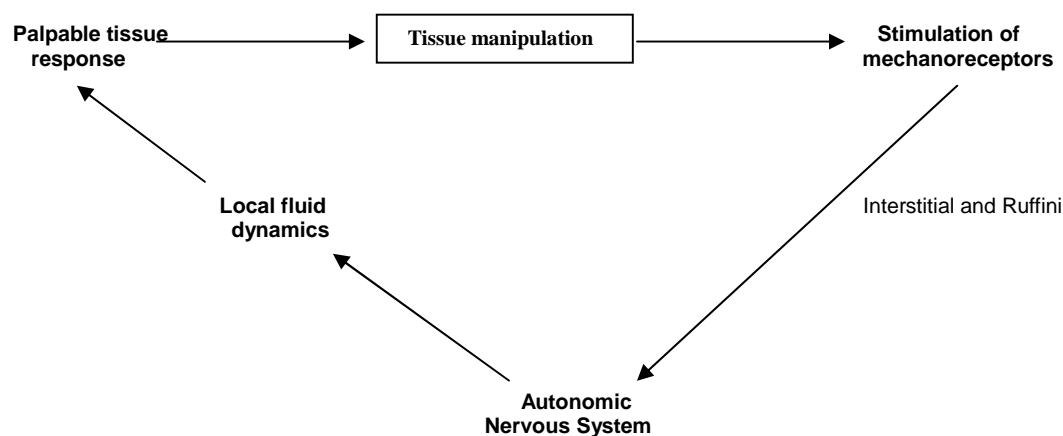 Palpable tissue
response
Tissue manipulation
Stimulation of
mechanoreceptors
Interstitial and Ruffini
Local fluid
dynamics
Autonomic
Nervous System